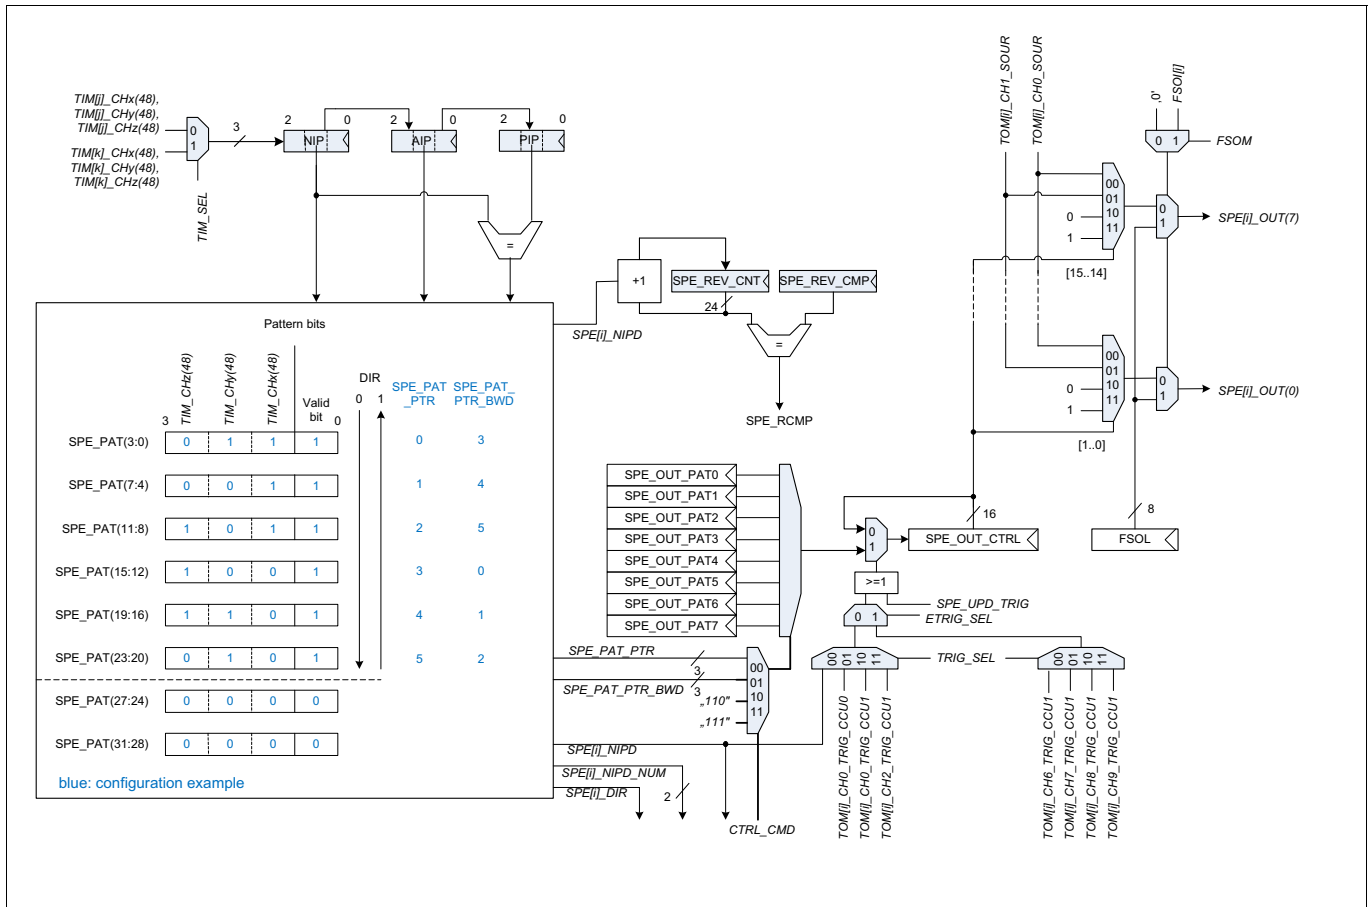 TIM[j]_CHx(48),
TIM[j]_CHy(48),
TIM[j]_CHz(48)
TIM[k]_CHx(48),
TIM[k]_CHy(48),
TIM[k]_CHz(48)
0
1
TIM_SEL
3
2 0
NIP
2 0
AIP
2 0
PIP
=
+1
SPE_REV_CNT
SPE_REV_CMP
24
=
SPE_RCMP
SPE[i]_NIPD
Pattern bits
TIM_CHz(48)
TIM_CHy(48)
TIM_CHx(48)
Valid
bit
3 0
DIR
0 1
SPE_PAT
_PTR
SPE_PAT_
PTR_BWD
SPE_PAT(3:0) 0 1 1 1 0 3
SPE_PAT(7:4) 0 0 1 1 1 4
SPE_PAT(11:8) 1 0 1 1 2 5
SPE_PAT(15:12) 1 0 0 1 3 0
SPE_PAT(19:16) 1 1 0 1 4 1
SPE_PAT(23:20) 0 1 0 1 5 2
SPE_PAT(27:24) 0 0 0 0
SPE_PAT(31:28) 0 0 0 0
blue: configuration example
SPE_OUT_PAT0
SPE_OUT_PAT1
SPE_OUT_PAT2
SPE_OUT_PAT3
SPE_OUT_PAT4
SPE_OUT_PAT5
SPE_OUT_PAT6
SPE_OUT_PAT7
SPE_PAT_PTR
3
SPE_PAT_PTR_BWD
3
„110"
„111"
00
01
10
11
SPE[i]_NIPD
SPE[i]_NIPD_NUM
SPE[i]_DIR
2
CTRL_CMD
TOM[i]_CH1_SOUR
TOM[i]_CH0_SOUR
‚0'
FSOI[i]
0 1
FSOM
00
01
10
11
0
1
0
1
SPE[i]_OUT(7)
[15..14]
00
01
10
11
0
1
0
1
SPE[i]_OUT(0)
[1..0]
16
8
0
1
SPE_OUT_CTRL
FSOL
>=1
SPE_UPD_TRIG
0 1
ETRIG_SEL
00 01 10 11
TRIG_SEL
00 01 10 11
TOM[i]_CH0_TRIG_CCU0
TOM[i]_CH0_TRIG_CCU1
TOM[i]_CH2_TRIG_CCU1
TOM[i]_CH6_TRIG_CCU1
TOM[i]_CH7_TRIG_CCU1
TOM[i]_CH8_TRIG_CCU1
TOM[i]_CH9_TRIG_CCU1